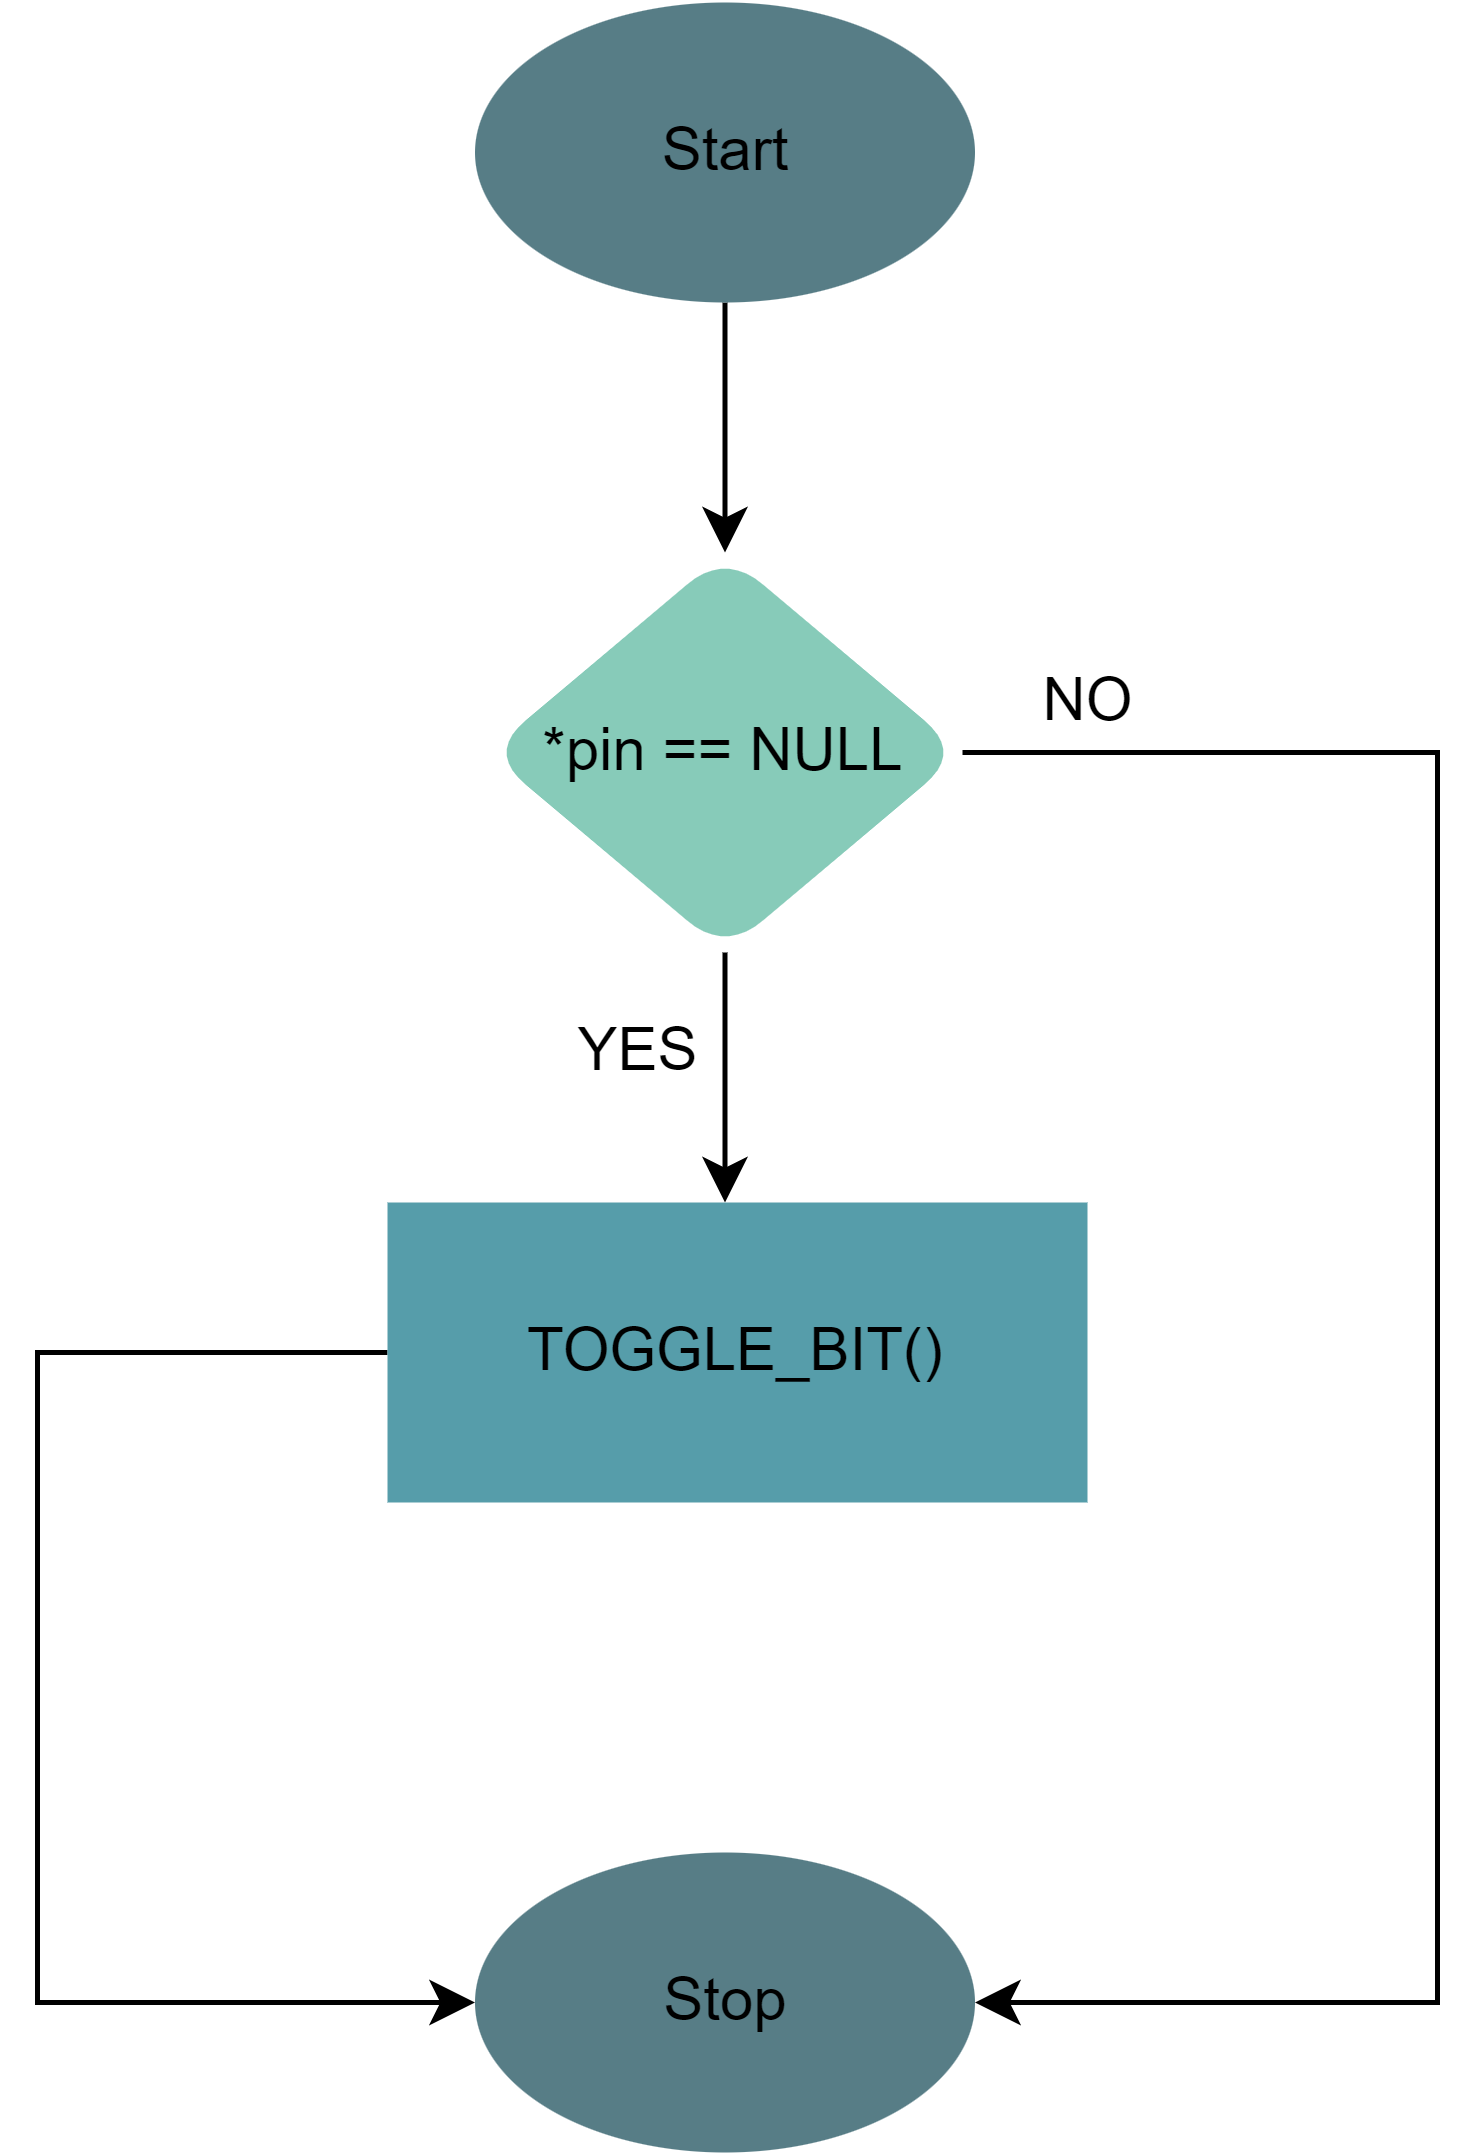 Start
*pin == NULL
NO
YES
TOGGLE_BIT()
Stop